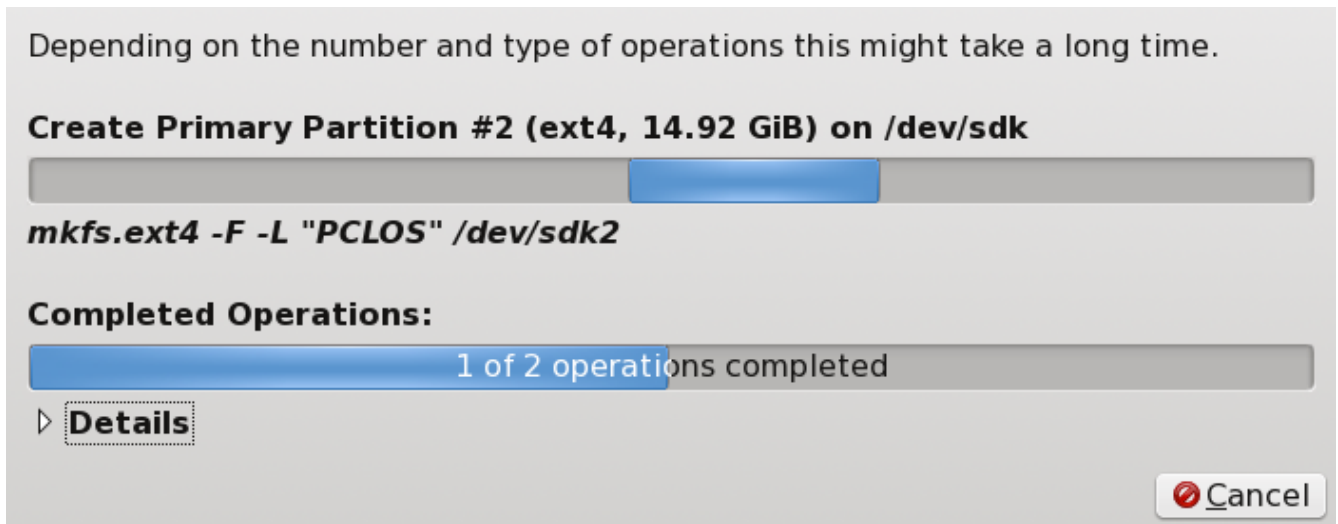 Depending on the number and type of operations this might take a long time.
Create Primary Partition #2 (ext4, 14.92 GiB) on /dev/sdk
mkfs.ext4 -F -L "PCLOS" /dev/sdk2
Completed Operations:
1 of 2 operations completed
Details
Cancel